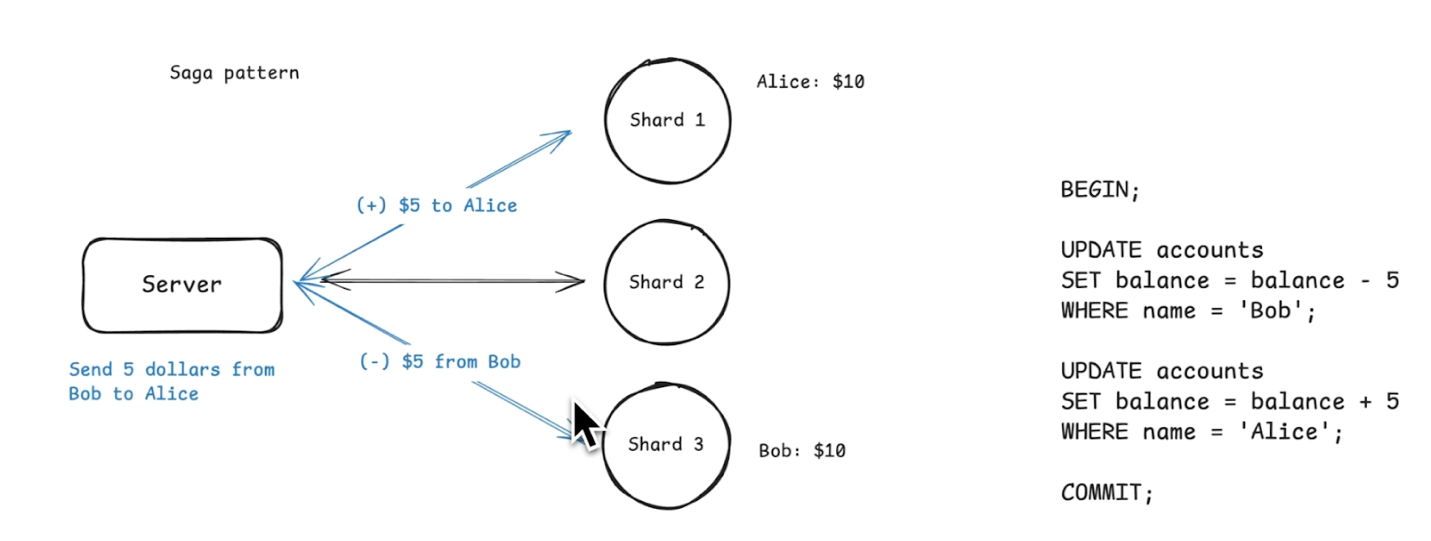 Saga pattern
Alice: $10
Shard 1
(+) $5 to Alice
Server
Shard 2
Send 5 dollars from
Bob to Alice
(-) $5 from Bob
Shard 3
Bob: $10
BEGIN;
UPDATE accounts
SET balance = balance - 5
WHERE name = 'Bob';
UPDATE accounts
SET balance = balance + 5
WHERE name = 'Alice';
COMMIT;